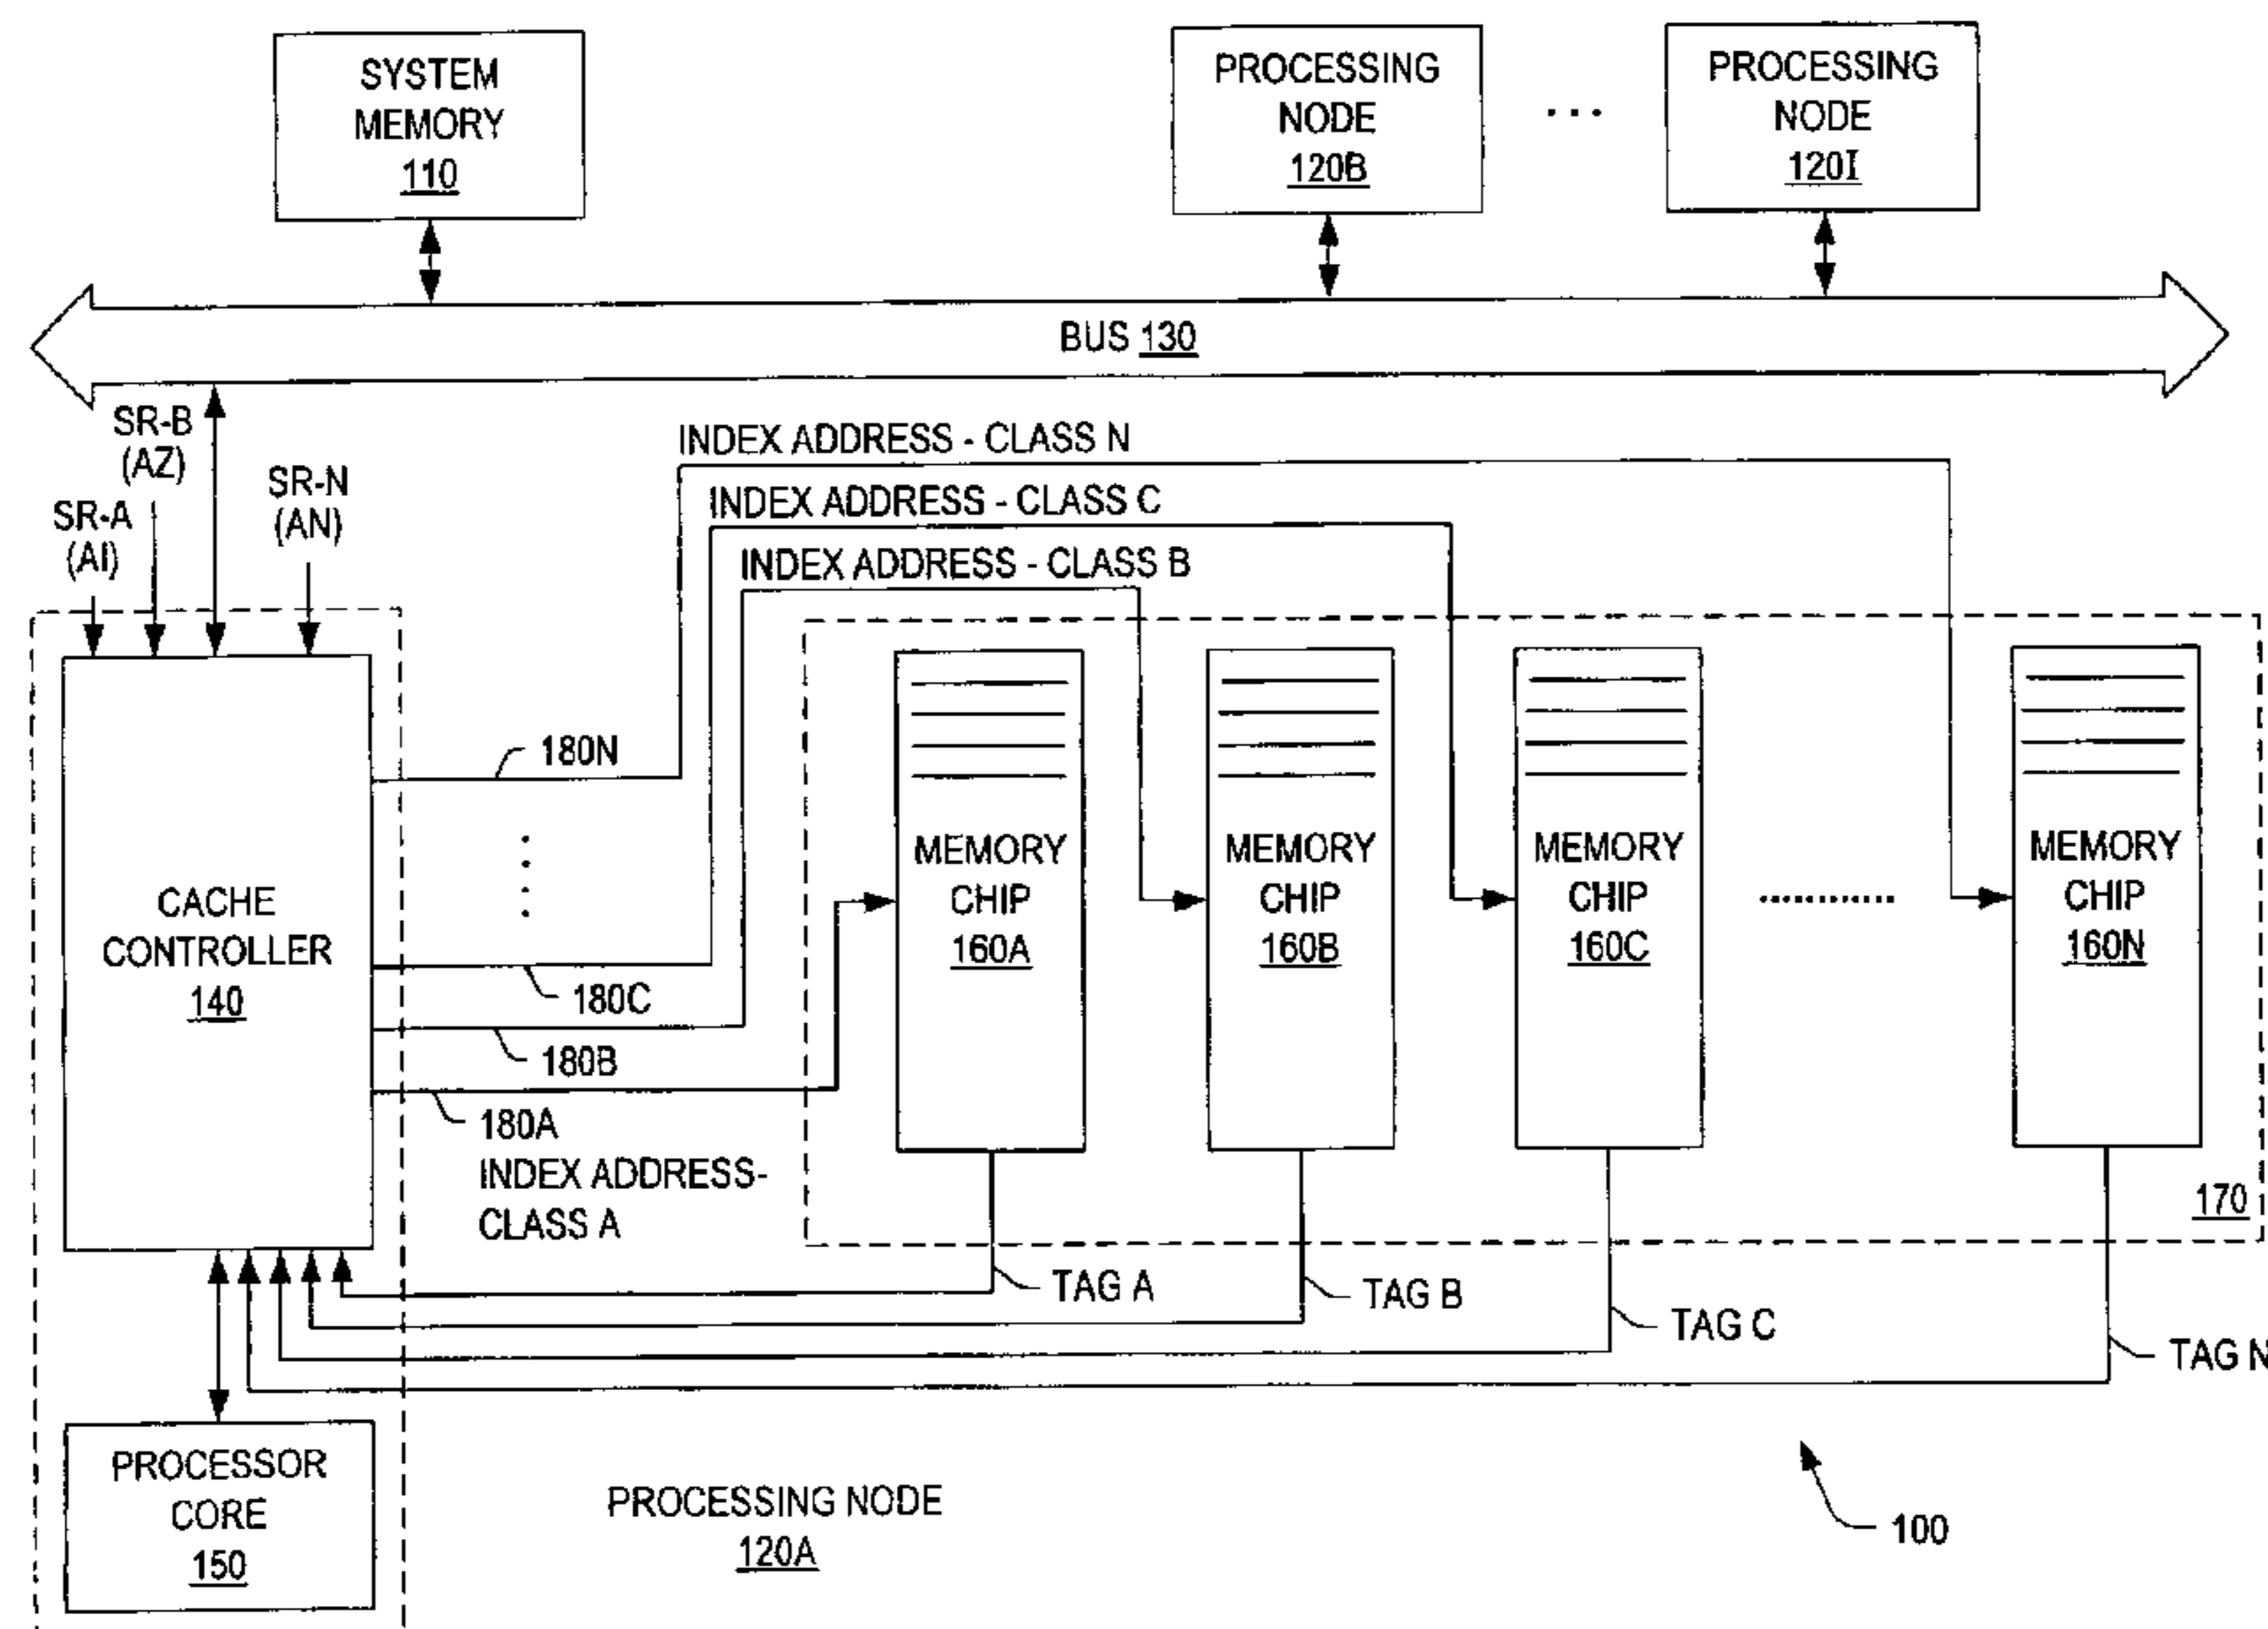 SYSTEM
MEMORY
110
PROCESSING
NODE
120B
...
PROCESSING
NODE
120I
BUS 130
SR-A
(AI)
SR-B
(AZ)
SR-N
(AN)
INDEX ADDRESS - CLASS N
INDEX ADDRESS - CLASS C
INDEX ADDRESS - CLASS B
CACHE
CONTROLLER
140
180N
180C
180B
180A
INDEX ADDRESS-
CLASS A
MEMORY
CHIP
160A
MEMORY
CHIP
160B
MEMORY
CHIP
160C
MEMORY
CHIP
160N
170
TAG A
TAG B
TAG C
TAG N
PROCESSOR
CORE
150
PROCESSING NODE
120A
100